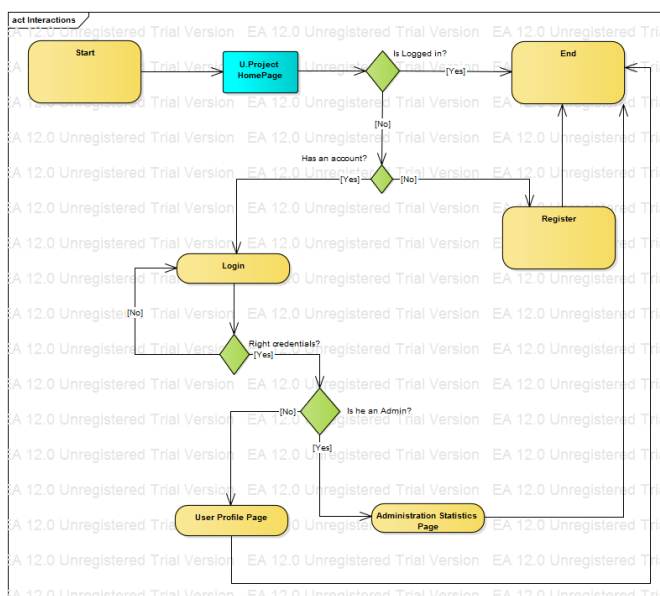 act Interactions
Start
U.Project
HomePage
Is Logged in?
End
[Yes]
[No]
Has an account?
[Yes]
[No]
Register
Login
[No]
Right credentials?
[Yes]
[No]
Is he an Admin?
[Yes]
User Profile Page
Administration Statistics
Page
EA 12.0 Unregistered Trial Version